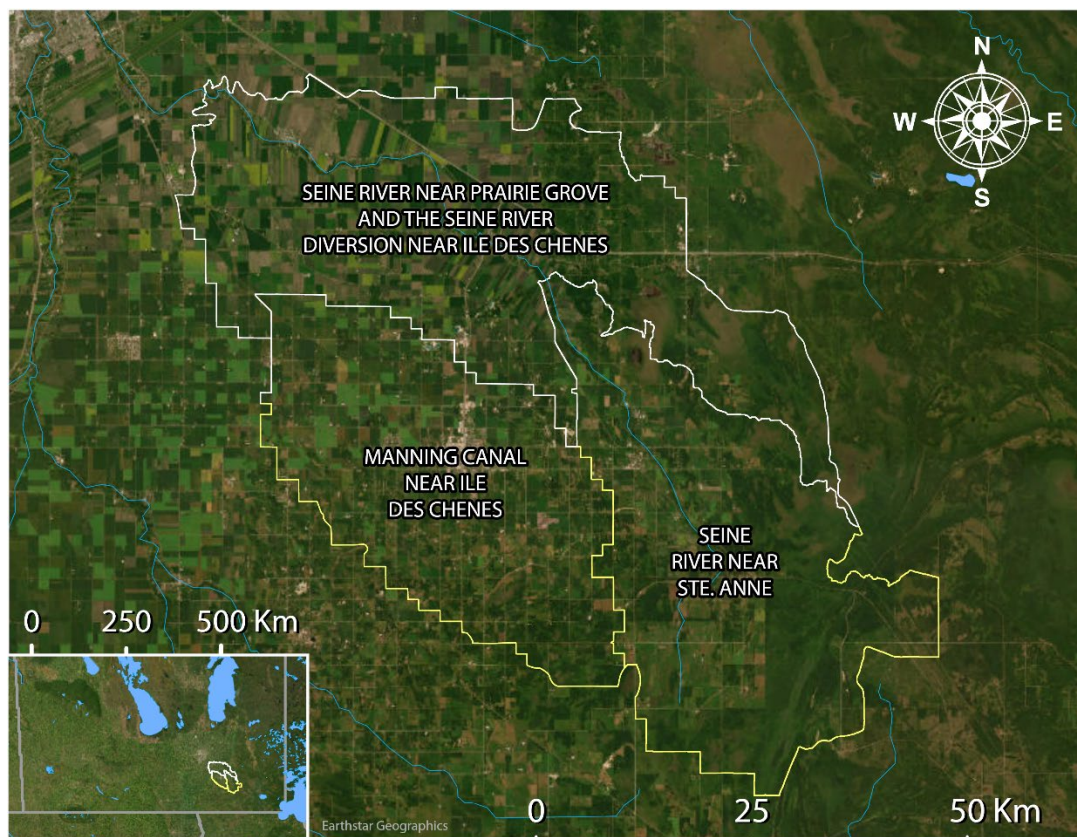 N
W E
S
SEINE RIVER NEAR PRAIRIE GROVE
AND THE SEINE RIVER
DIVERSION NEAR ILE DES CHENES
MANNING CANAL
NEAR ILE
DES CHENES
SEINE
RIVER NEAR
STE. ANNE
0 250 500 Km
0 25 50 Km
Earthstar Geographics